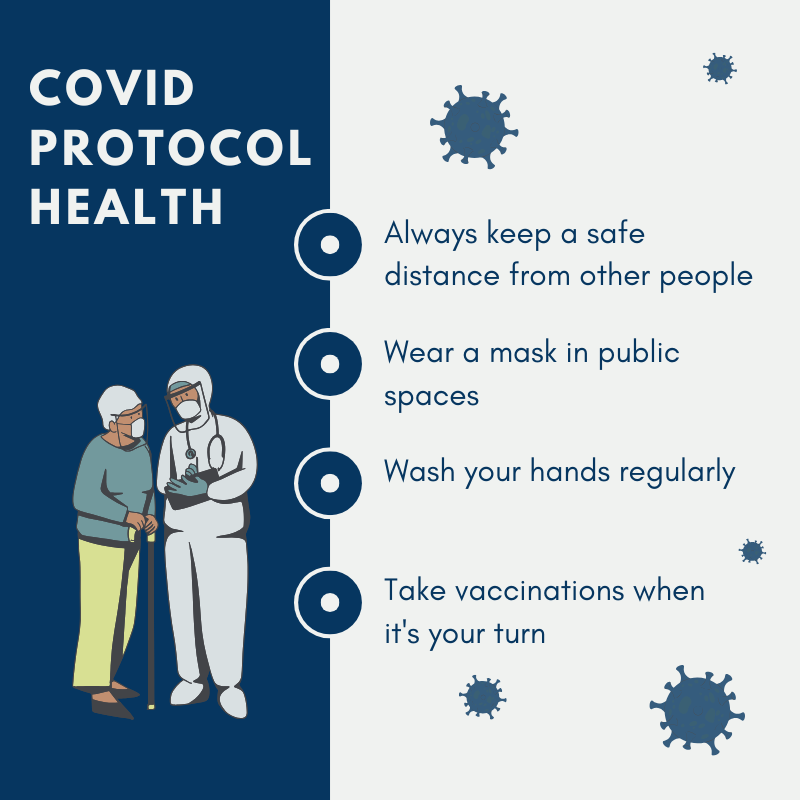 COVID
PROTOCOL
HEALTH
Always keep a safe
distance from other people
Wear a mask in public
spaces
Wash your hands regularly
Take vaccinations when
it's your turn